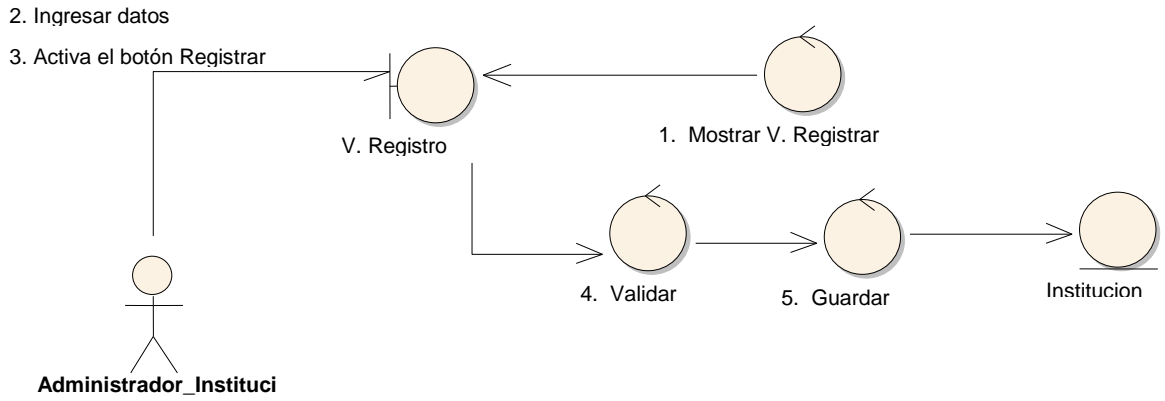 2. Ingresar datos
3. Activa el botón Registrar
V. Registro
1. Mostrar V. Registrar
4. Validar
5. Guardar
Institucion
Administrador_Instituci